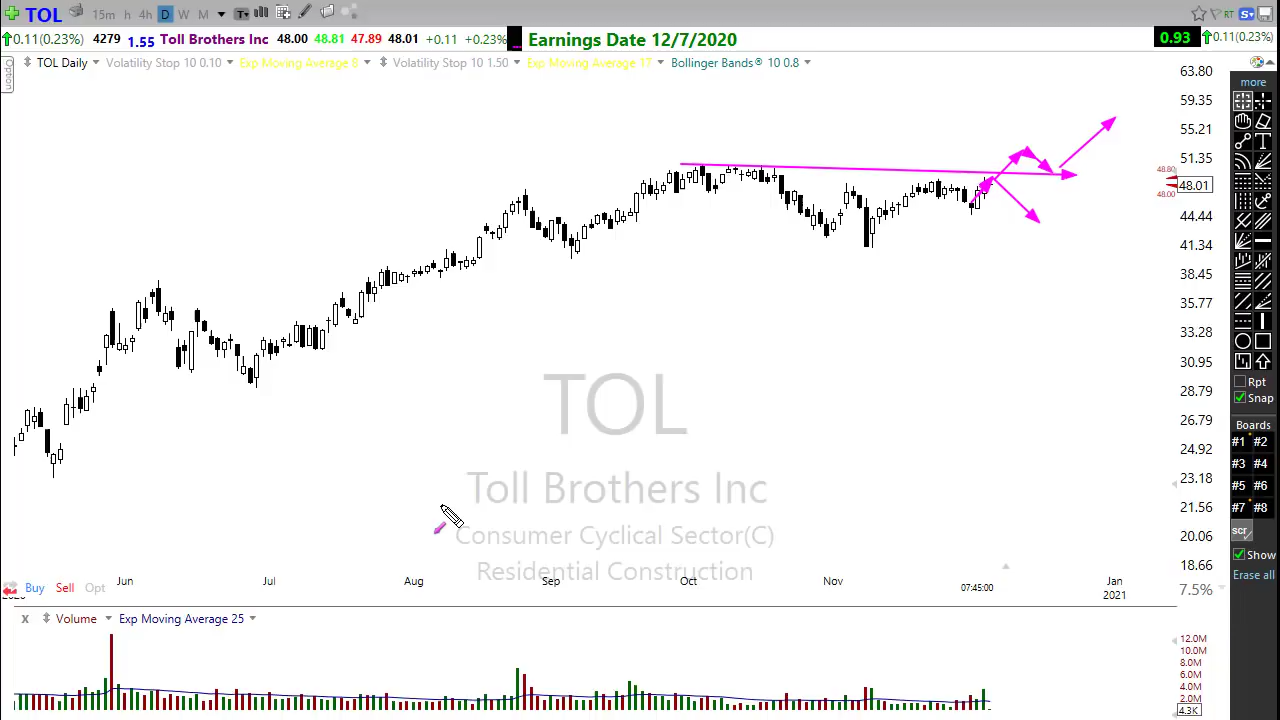 TOL 15m h 4h D W M T RT S
0.11(0.23%) 4279 1.55 Toll Brothers Inc 48.00 48.81 47.89 48.01 +0.11 +0.23% Earnings Date 12/7/2020 0.93 0.11(0.23%)
Option
TOL Daily Volatility Stop 10 0.10 Exp Moving Average 8 Volatility Stop 10 1.50 Exp Moving Average 17 Bollinger Bands® 10 0.8
63.80
59.35
55.21
51.35
48.80
48.01
48.00
44.44
41.34
38.45
35.77
33.28
30.95
28.79
26.79
24.92
23.18
21.56
20.06
18.66
7.5%
TOL
Toll Brothers Inc
Consumer Cyclical Sector(C)
Residential Construction
Jun Jul Aug Sep Oct Nov 07:45:00 Jan
2021
Buy Sell Opt
X Volume Exp Moving Average 25
12.0M
10.0M
8.0M
6.0M
4.0M
2.0M
4.3K
more
T
Rpt
Snap
Boards
#1 #2
#3 #4
#5 #6
#7 #8
scr
Show
Erase all